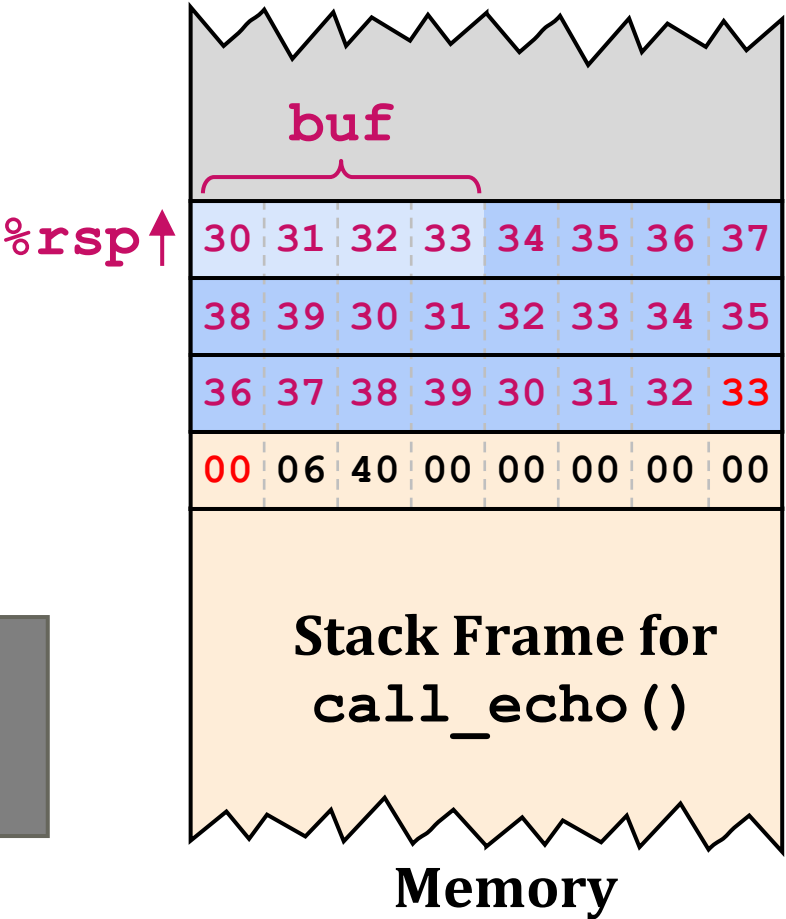 buf
%rsp
30 31 32 33 34 35 36 37
38 39 30 31 32 33 34 35
36 37 38 39 30 31 32 33
00 06 40 00 00 00 00 00
Stack Frame for
call_echo()
Memory